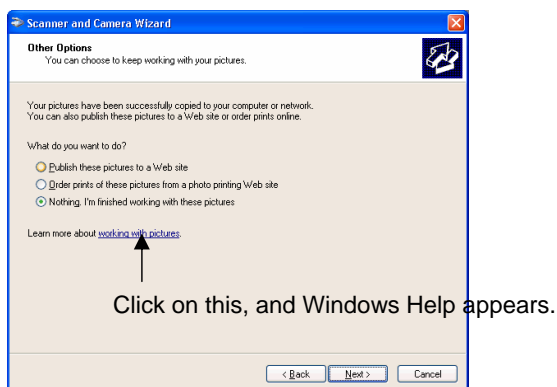 Scanner and Camera Wizard
Other Options
You can choose to keep working with your pictures.
Your pictures have been successfully copied to your computer or network.
You can also publish these pictures to a Web site or order prints online.
What do you want to do?
Publish these pictures to a Web site
Order prints of these pictures from a photo printing Web site
Nothing. I'm finished working with these pictures
Learn more about working with pictures.
Click on this, and Windows Help appears.
< Back Next > Cancel